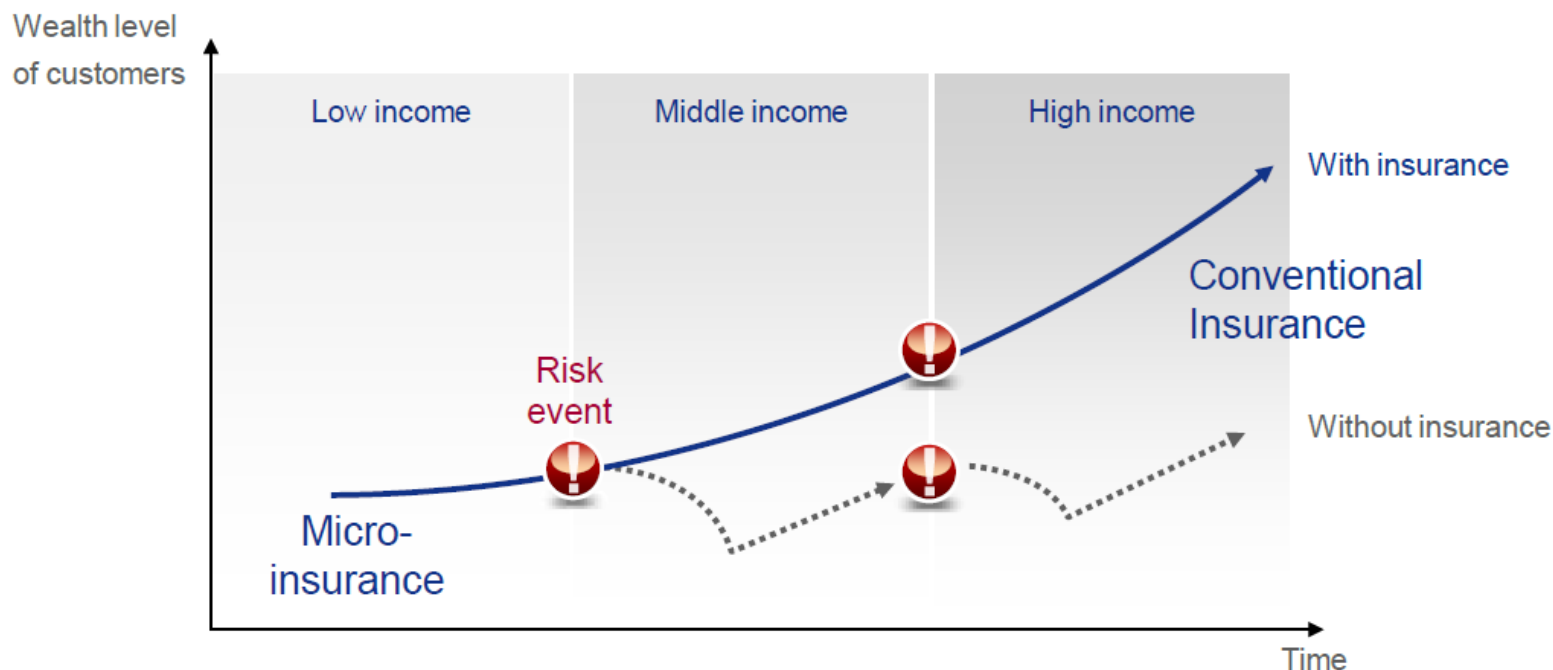 Wealth level
of customers
Low income
Middle income
High income
With insurance
Conventional
Insurance
Risk
event
Without insurance
Micro-
insurance
Time